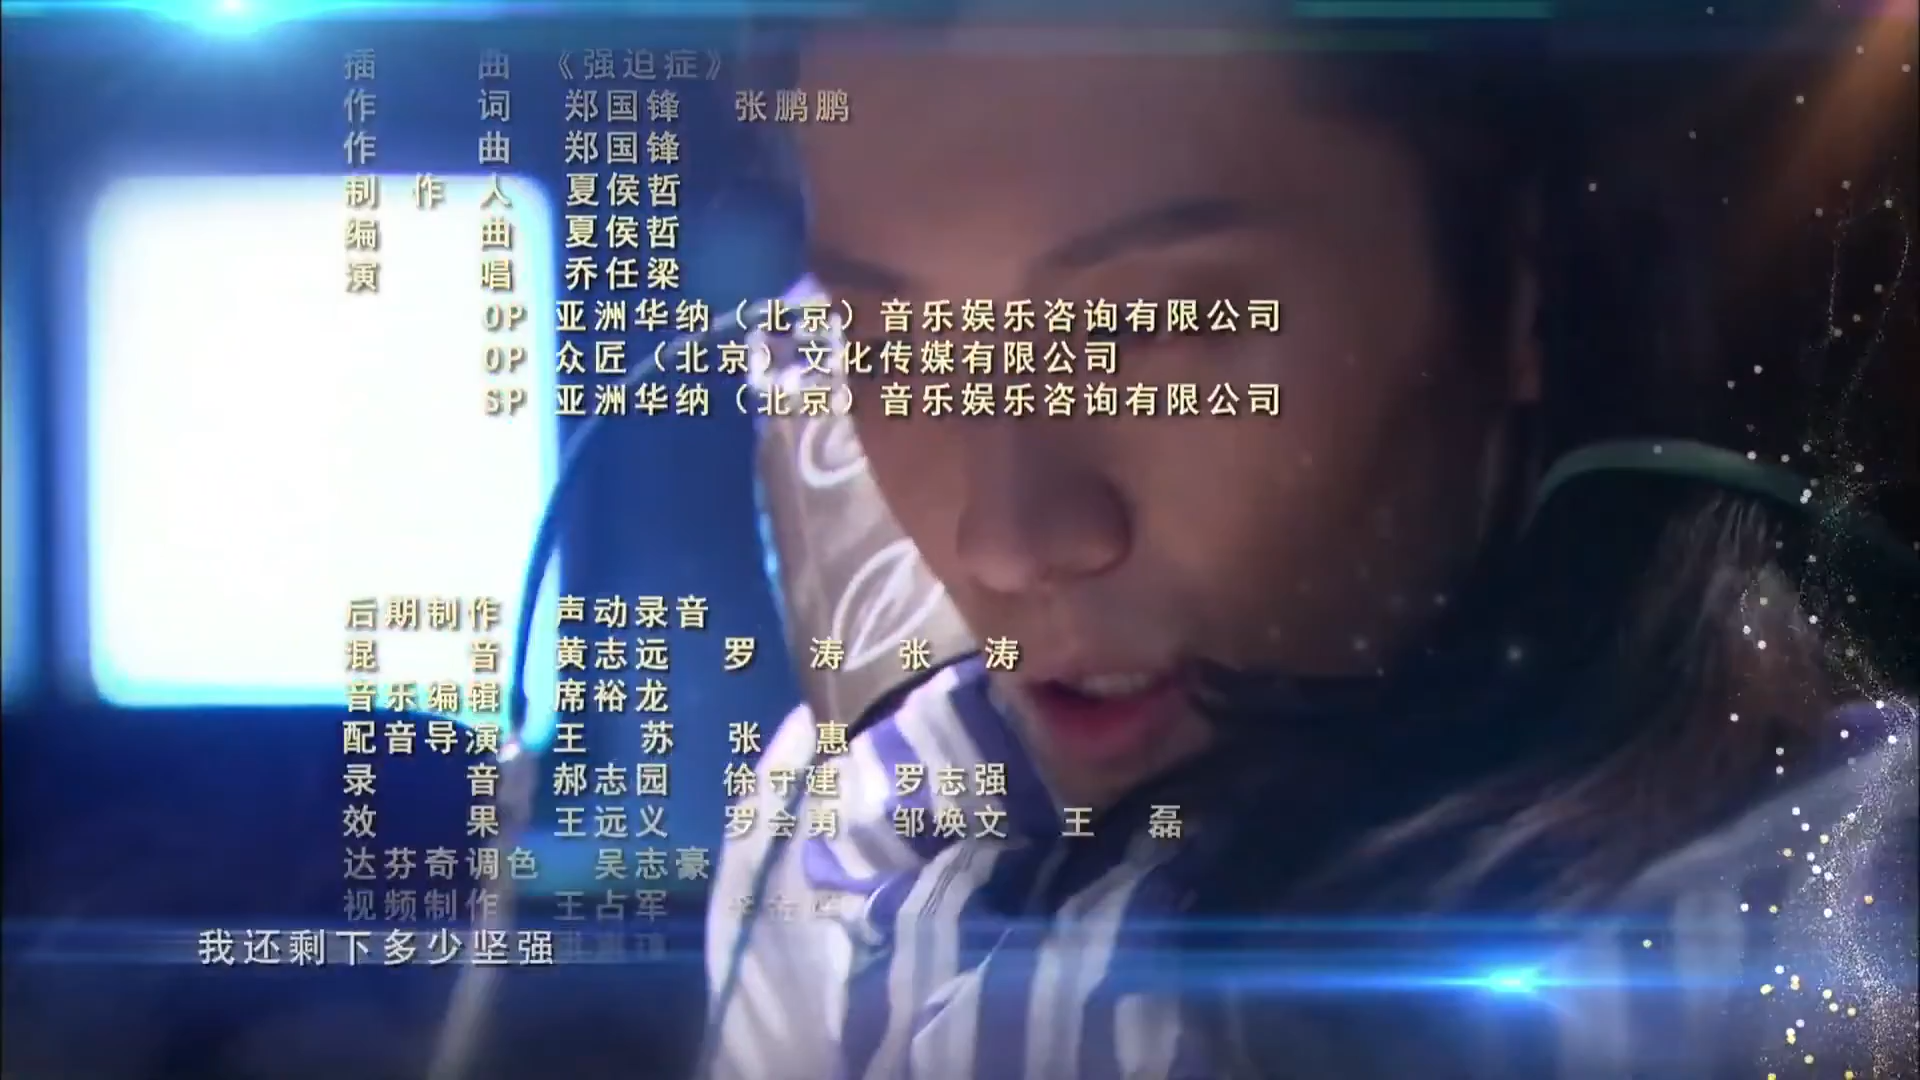 插曲 《强迫症》
作词 郑国锋 张鹏鹏
作曲 郑国锋
制作人 夏侯哲
编曲 夏侯哲
演唱 乔任梁
OP 亚洲华纳（北京）音乐娱乐咨询有限公司
OP 众匠（北京）文化传媒有限公司
SP 亚洲华纳（北京）音乐娱乐咨询有限公司
后期制作 声动录音
混音 黄志远 罗涛 张涛
音乐编辑 席裕龙
配音导演 王苏 张惠
录音 郝志园 徐守建 罗志强
效果 王远义 罗会勇 邹焕文 王磊
达芬奇调色 吴志豪
视频制作 王占军
我还剩下多少坚强